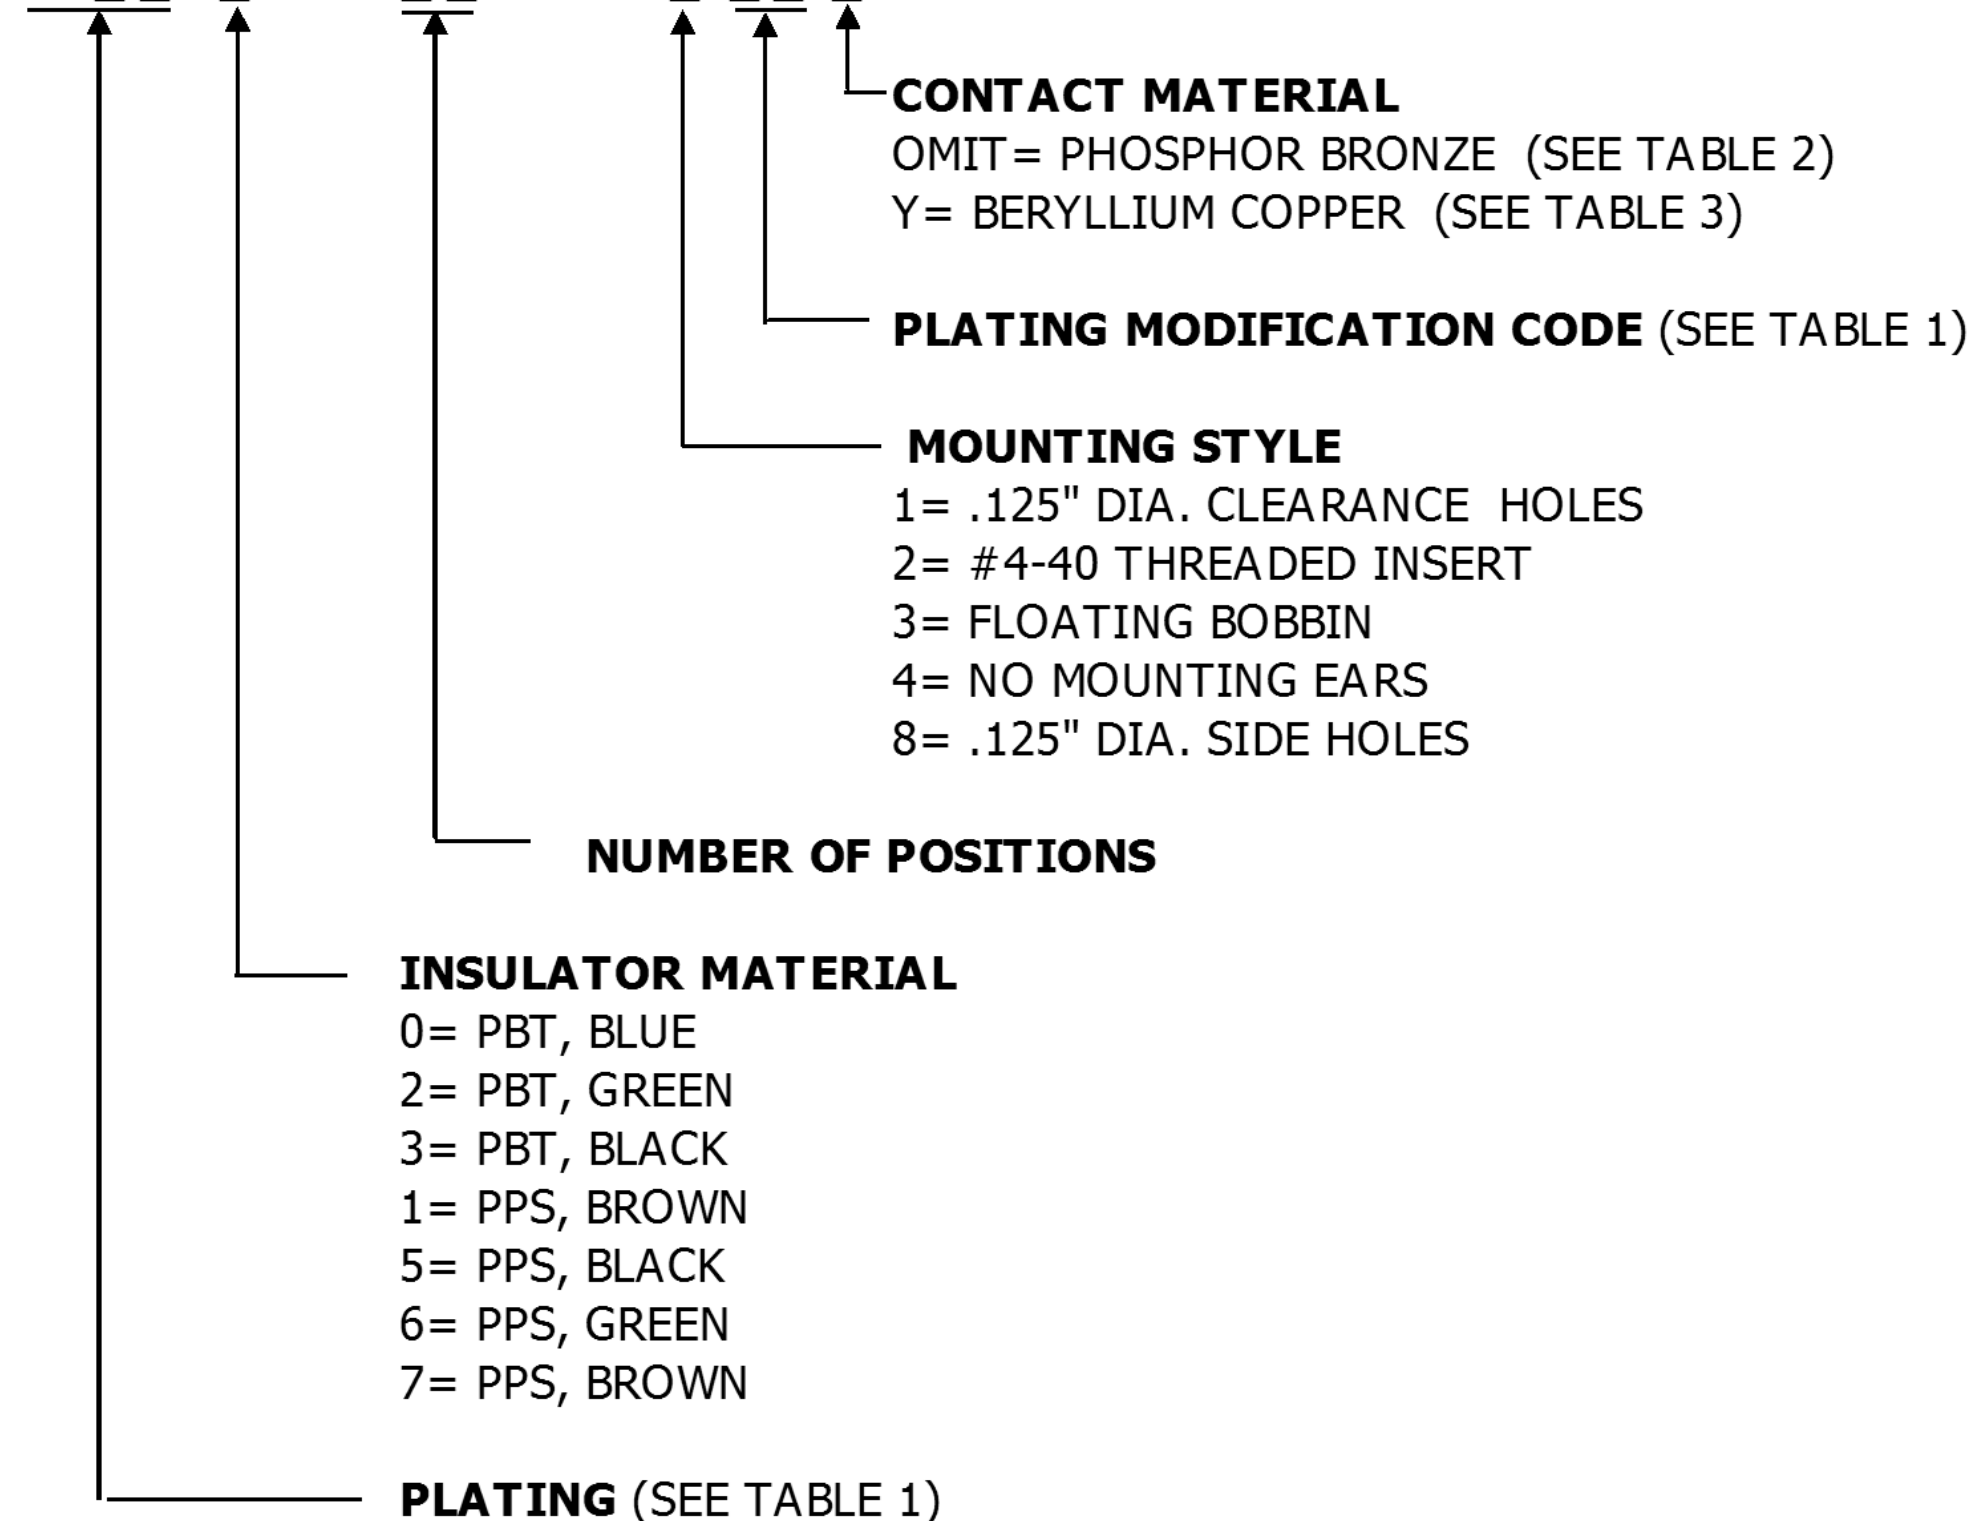 CONTACT MATERIAL
OMIT= PHOSPHOR BRONZE (SEE TABLE 2)
Y= BERYLLIUM COPPER (SEE TABLE 3)
PLATING MODIFICATION CODE (SEE TABLE 1)
MOUNTING STYLE
1= .125" DIA. CLEARANCE HOLES
2= #4-40 THREADED INSERT
3= FLOATING BOBBIN
4= NO MOUNTING EARS
8= .125" DIA. SIDE HOLES
NUMBER OF POSITIONS
INSULATOR MATERIAL
0= PBT, BLUE
2= PBT, GREEN
3= PBT, BLACK
1= PPS, BROWN
5= PPS, BLACK
6= PPS, GREEN
7= PPS, BROWN
PLATING (SEE TABLE 1)